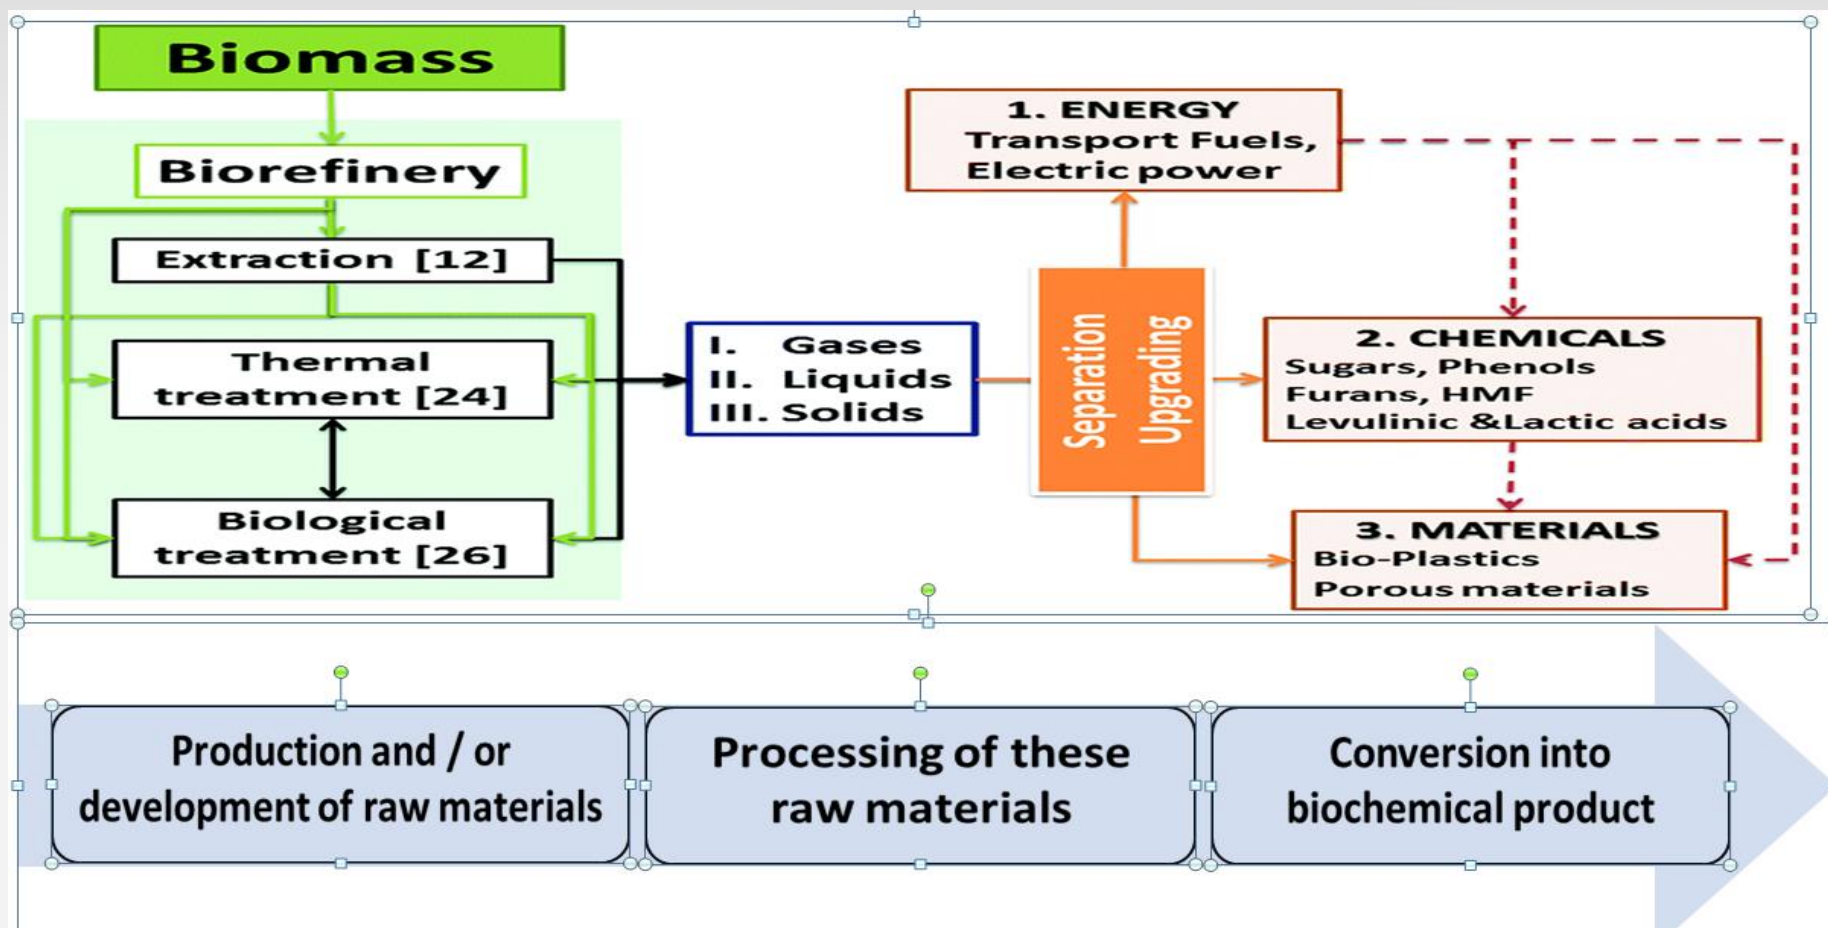 Biomass
Biorefinery
Extraction [12]
Thermal
treatment [24]
Biological
treatment [26]
I. Gases
II. Liquids
III. Solids
Separation
Upgrading
1. ENERGY
Transport Fuels,
Electric power
2. CHEMICALS
Sugars, Phenols
Furans, HMF
Levulinic &Lactic acids
3. MATERIALS
Bio-Plastics
Porous materials
Production and / or
development of raw materials
Processing of these
raw materials
Conversion into
biochemical product